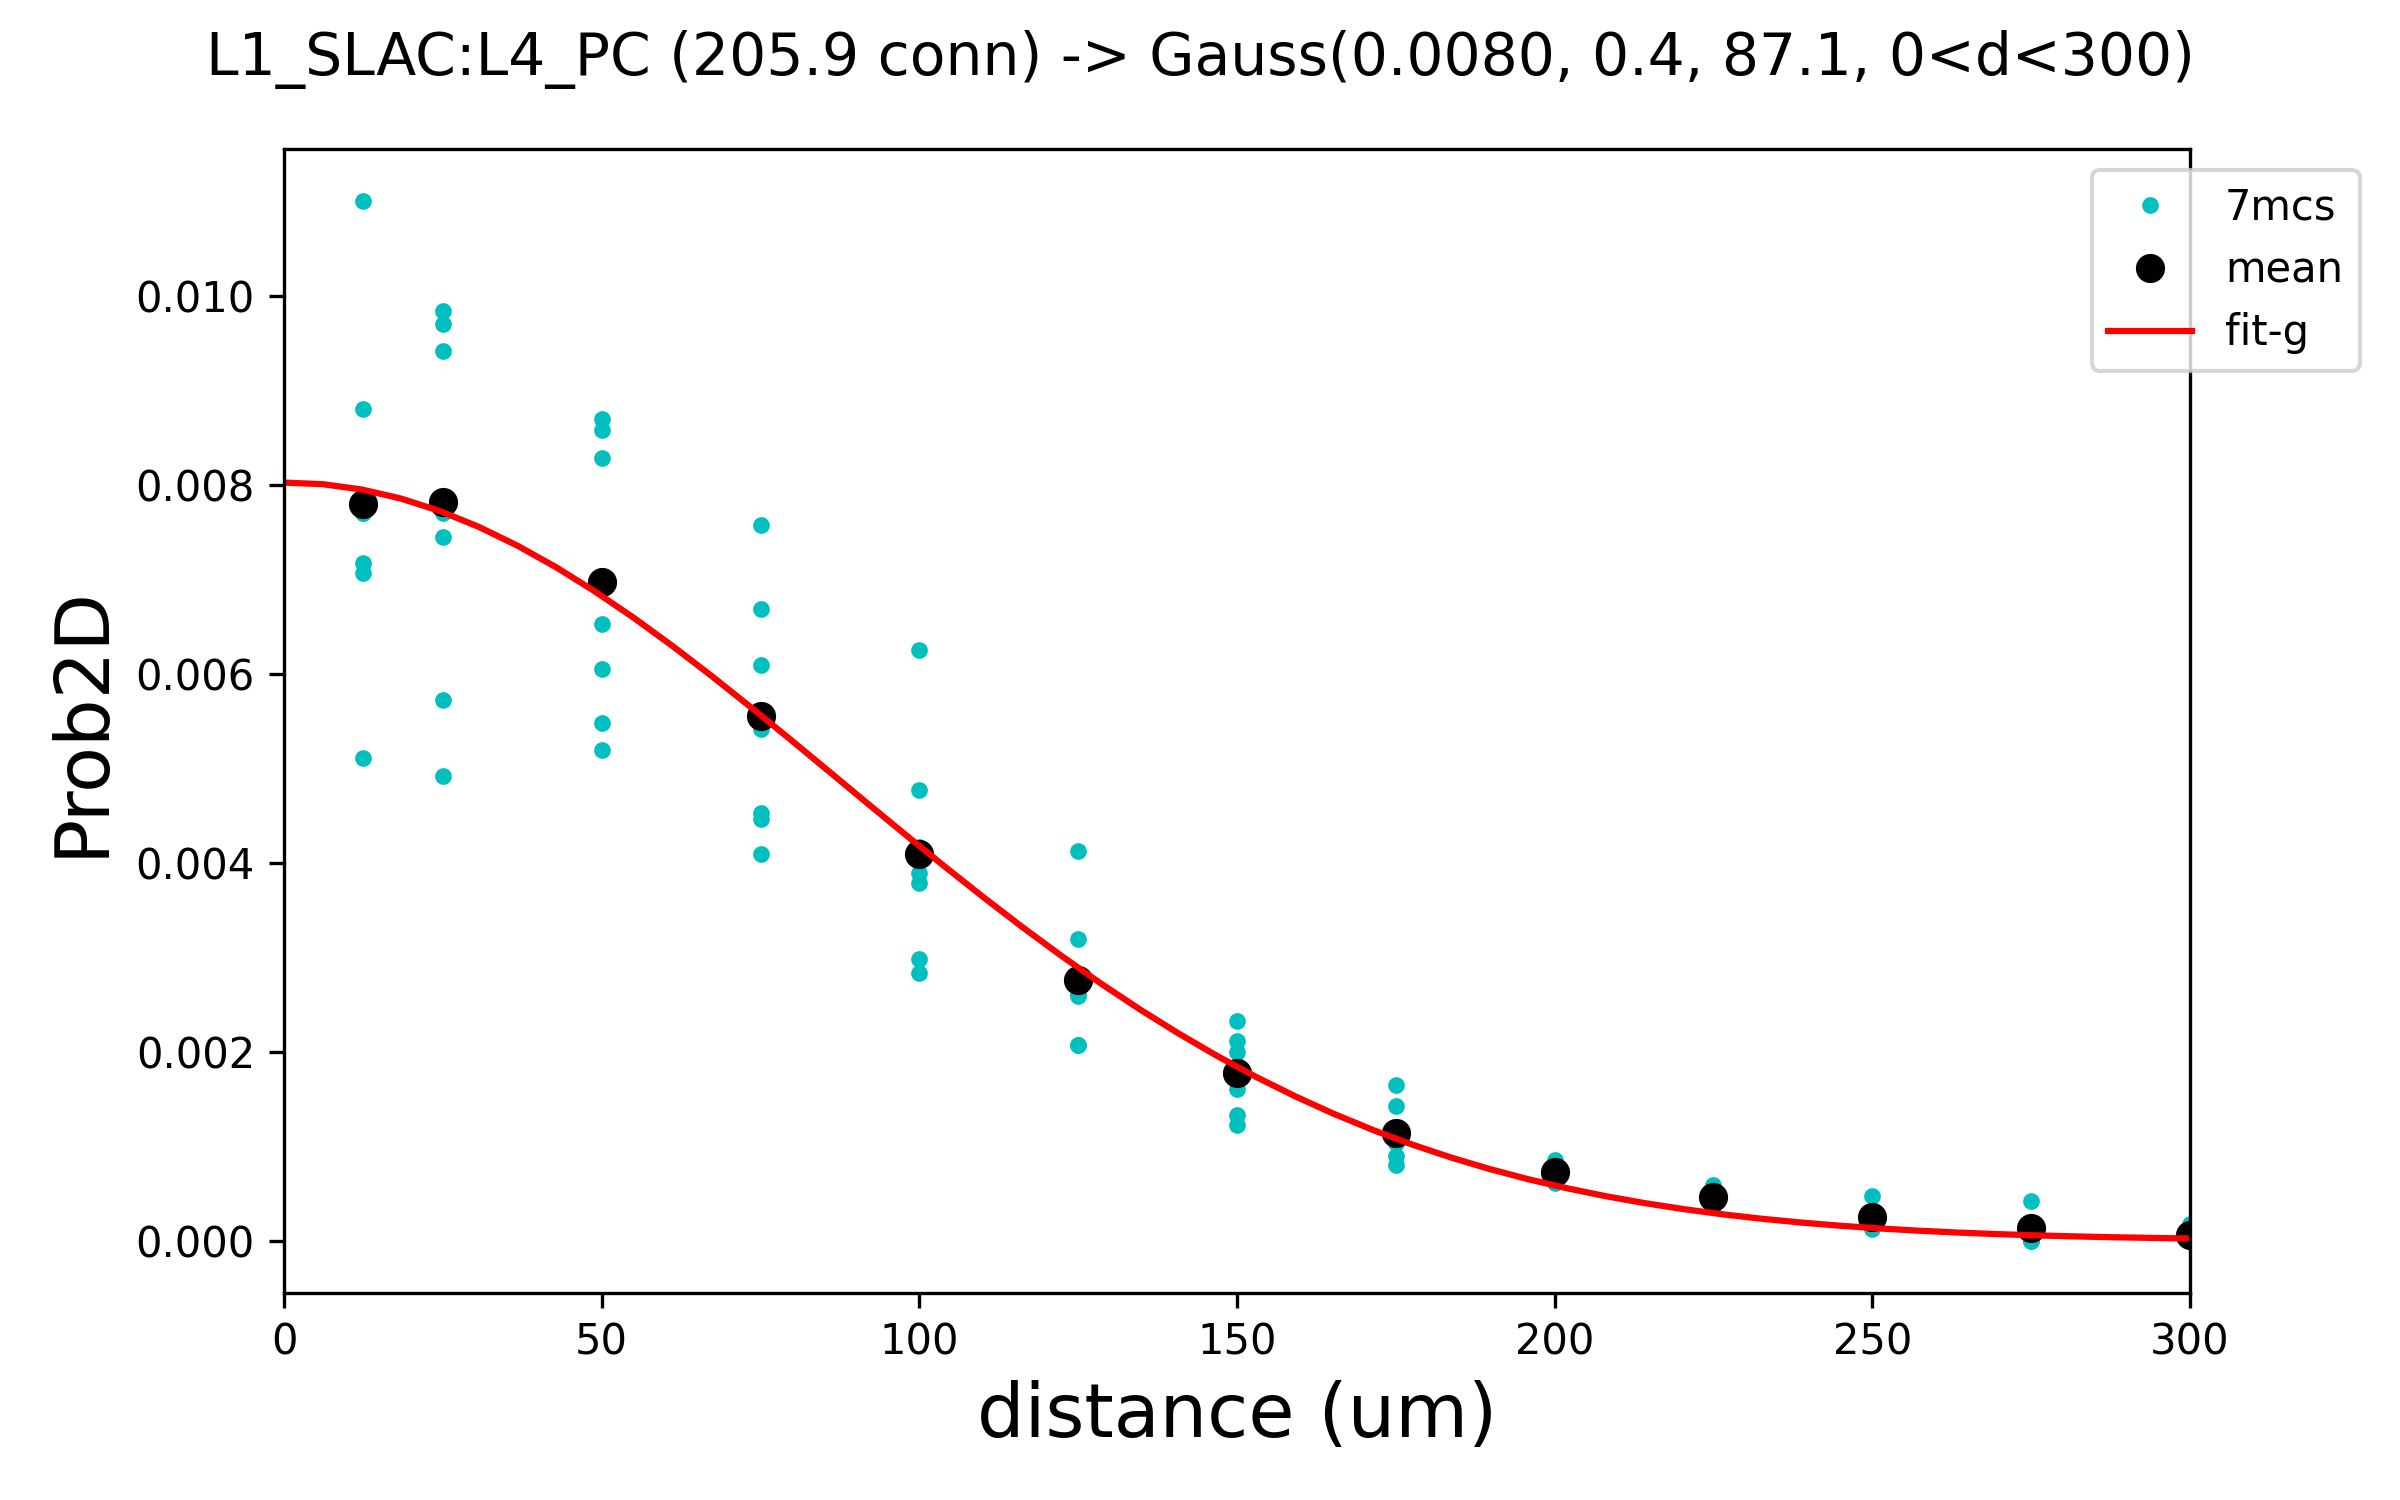 L1_SLAC:L4_PC (205.9 conn) -> Gauss(0.0080, 0.4, 87.1, 0<d<300)
7mcs
mean
fit-g
0.010
0.008
0.006
0.004
0.002
0.000
Prob2D
0 50 100 150 200 250 300
distance (um)